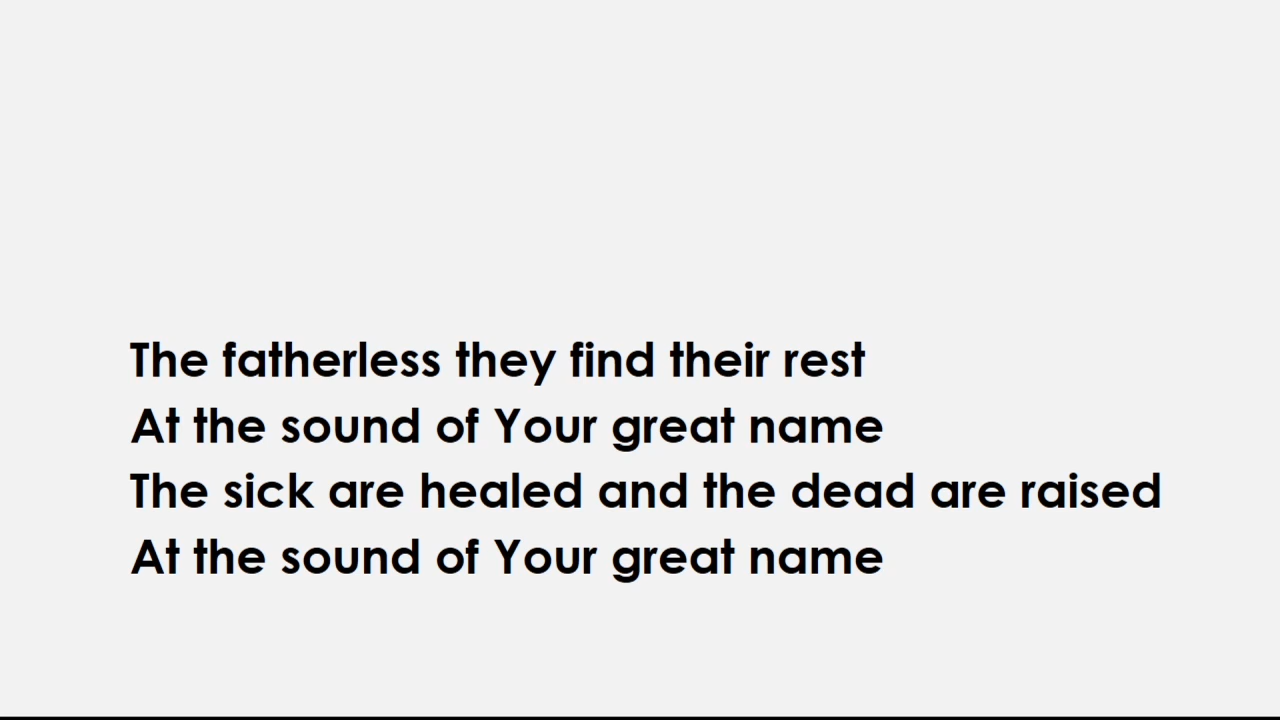 The fatherless they find their rest
At the sound of Your great name
The sick are healed and the dead are raised
At the sound of Your great name